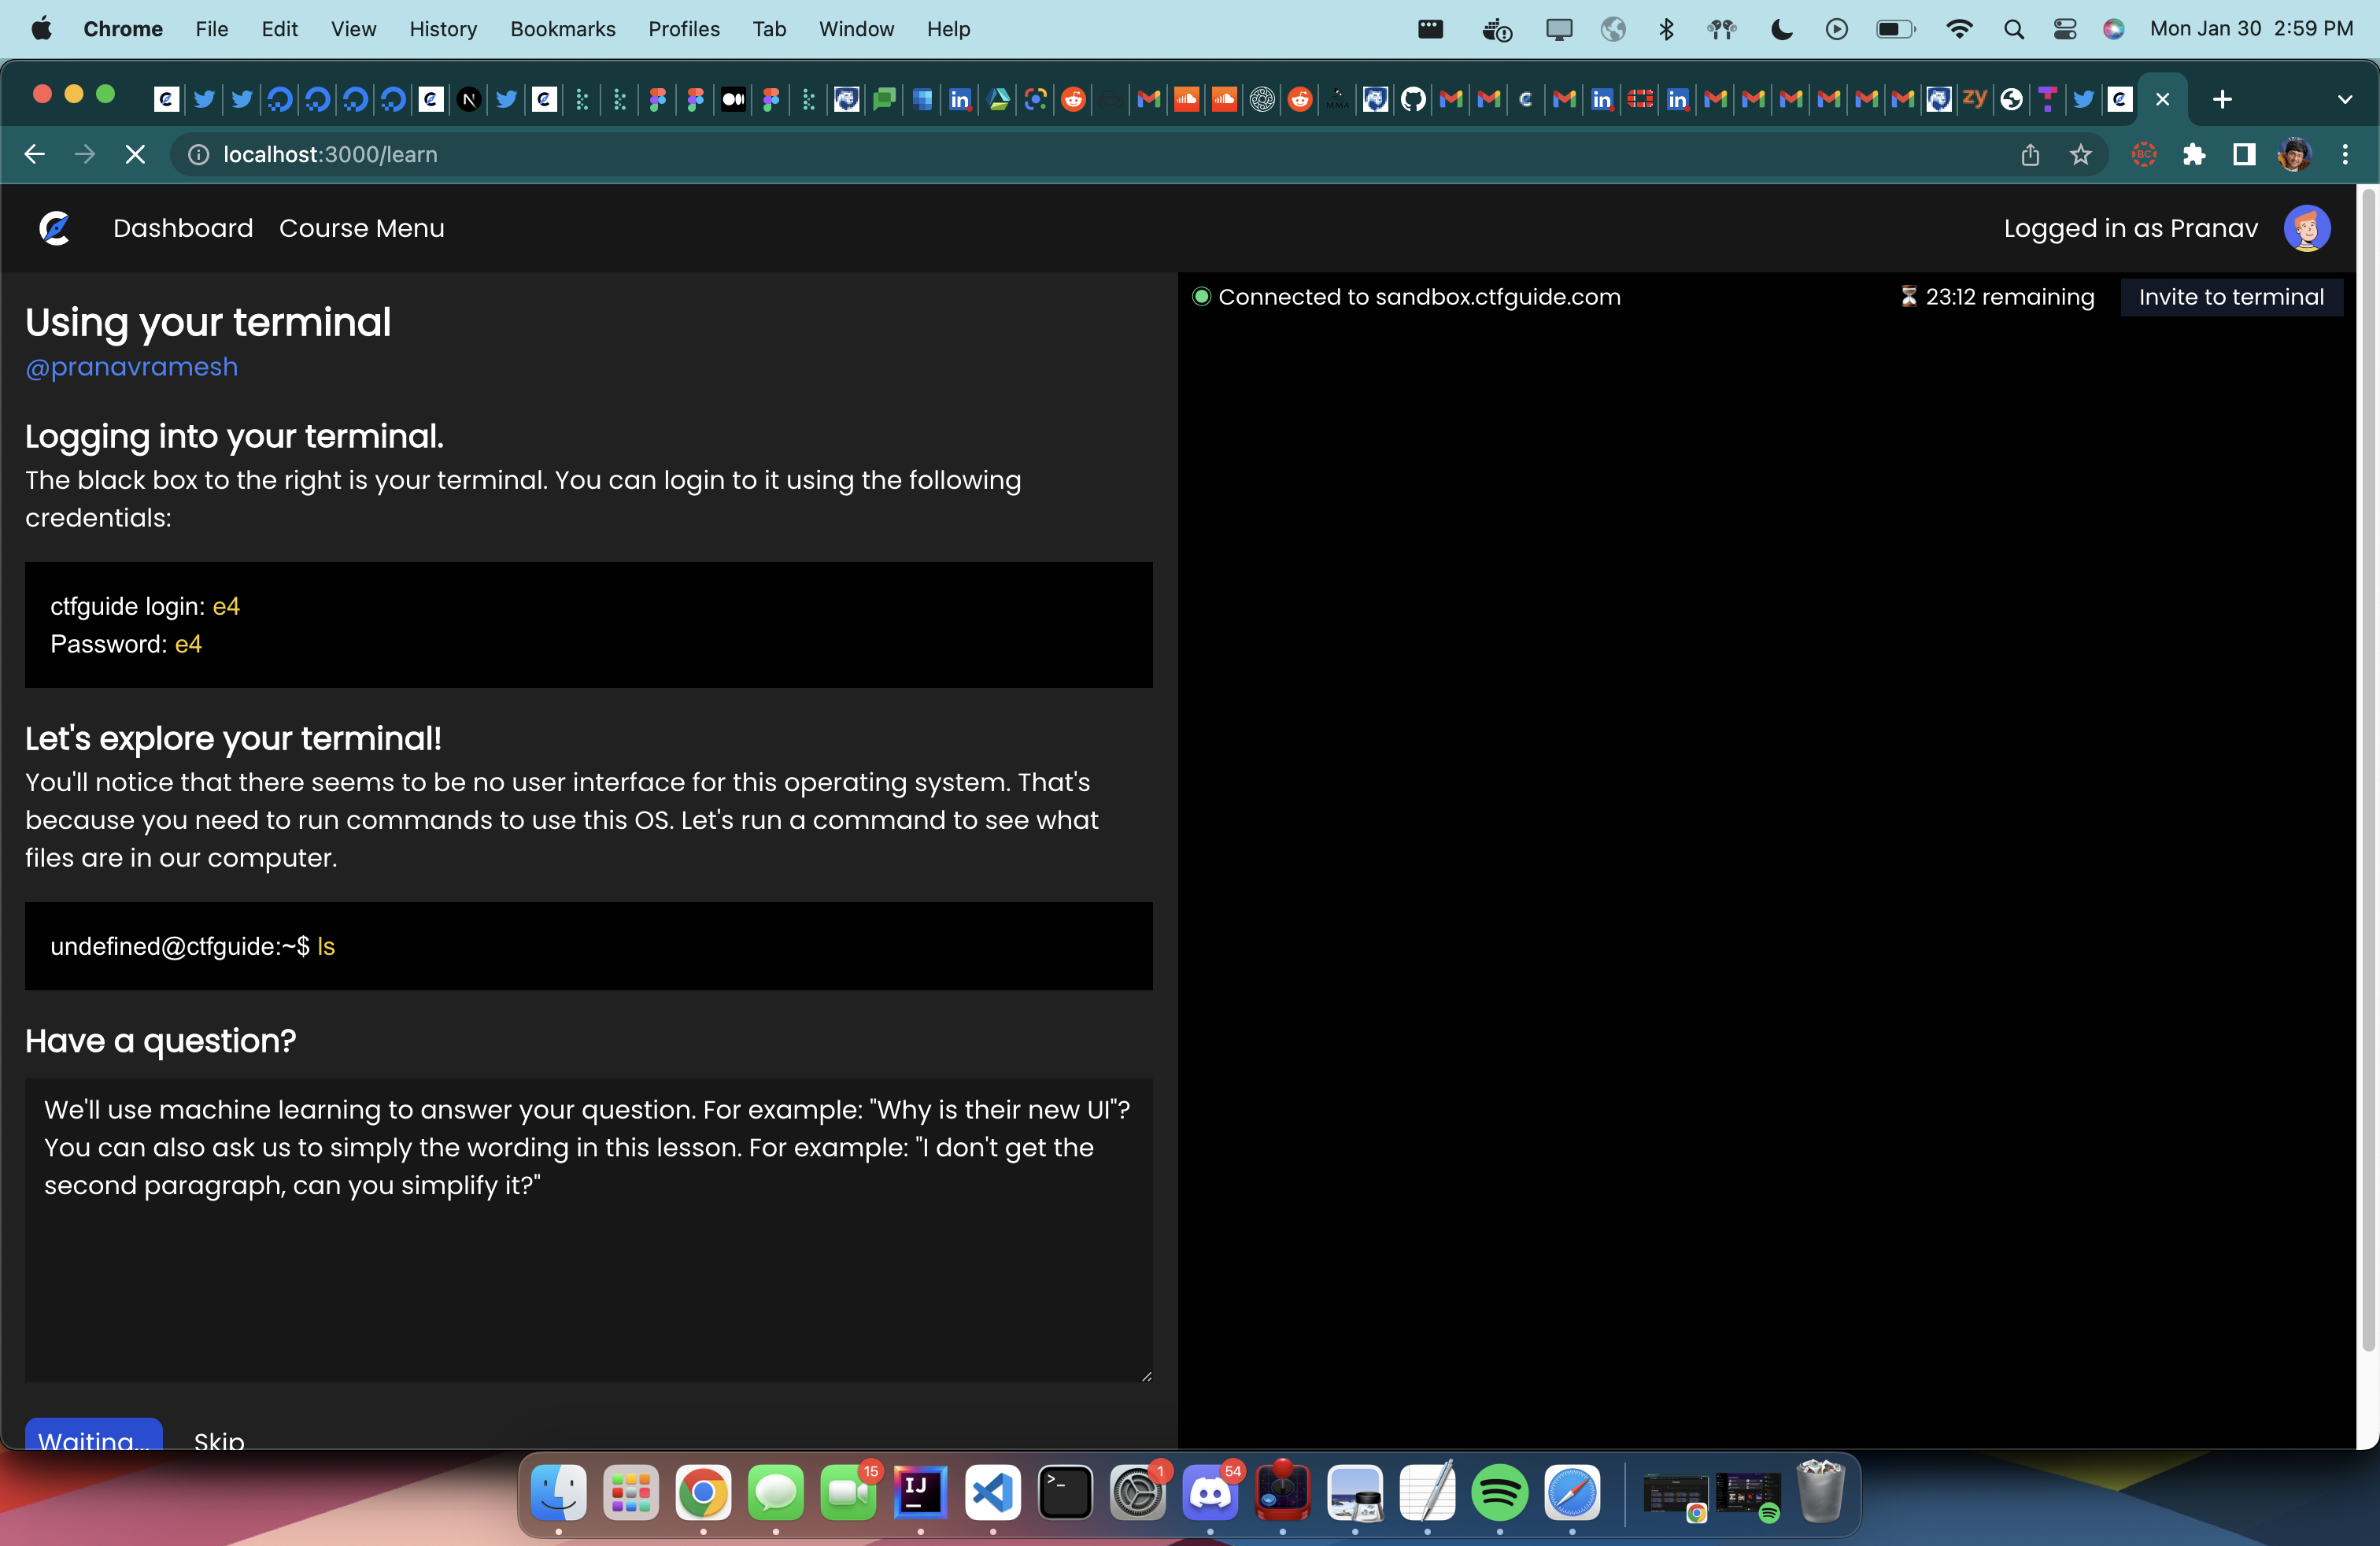 Chrome File Edit View History Bookmarks Profiles Tab Window Help Mon Jan 30 2:59 PM
localhost:3000/learn
Dashboard Course Menu Logged in as Pranav
Connected to sandbox.ctfguide.com 23:12 remaining Invite to terminal
Using your terminal
@pranavramesh
Logging into your terminal.
The black box to the right is your terminal. You can login to it using the following
credentials:
ctfguide login: e4
Password: e4
Let's explore your terminal!
You'll notice that there seems to be no user interface for this operating system. That's
because you need to run commands to use this OS. Let's run a command to see what
files are in our computer.
undefined@ctfguide:~$ ls
Have a question?
We'll use machine learning to answer your question. For example: "Why is their new UI"?
You can also ask us to simply the wording in this lesson. For example: "I don't get the
second paragraph, can you simplify it?"
Waiting... Skip
15 IJ >_ 1 54